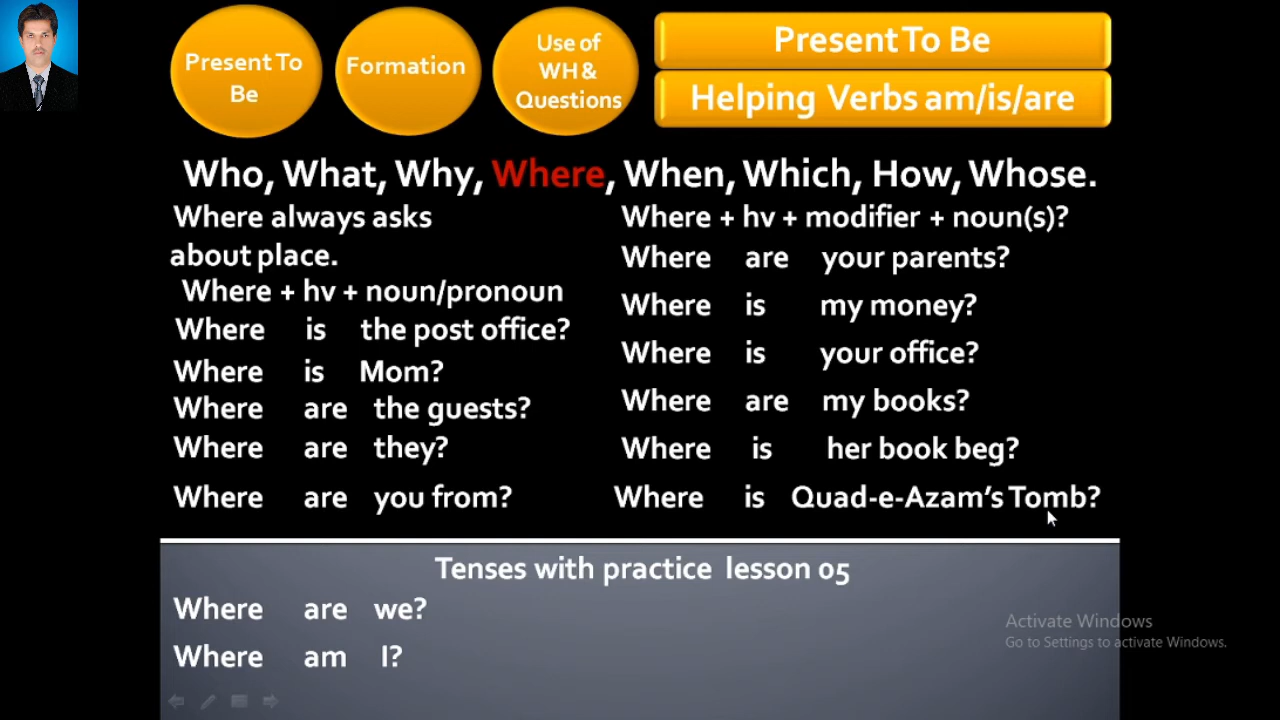 Present To
Be
Formation
Use of
WH &
Questions
Present To Be
Helping Verbs am/is/are
Who, What, Why, Where, When, Which, How, Whose.
Where always asks
about place.
Where + hv + noun/pronoun
Where is the post office?
Where is Mom?
Where are the guests?
Where are they?
Where are you from?
Where + hv + modifier + noun(s)?
Where are your parents?
Where is my money?
Where is your office?
Where are my books?
Where is her book beg?
Where is Quad-e-Azam's Tomb?
Tenses with practice lesson 05
Where are we?
Where am I?
Activate Windows
Go to Settings to activate Windows.